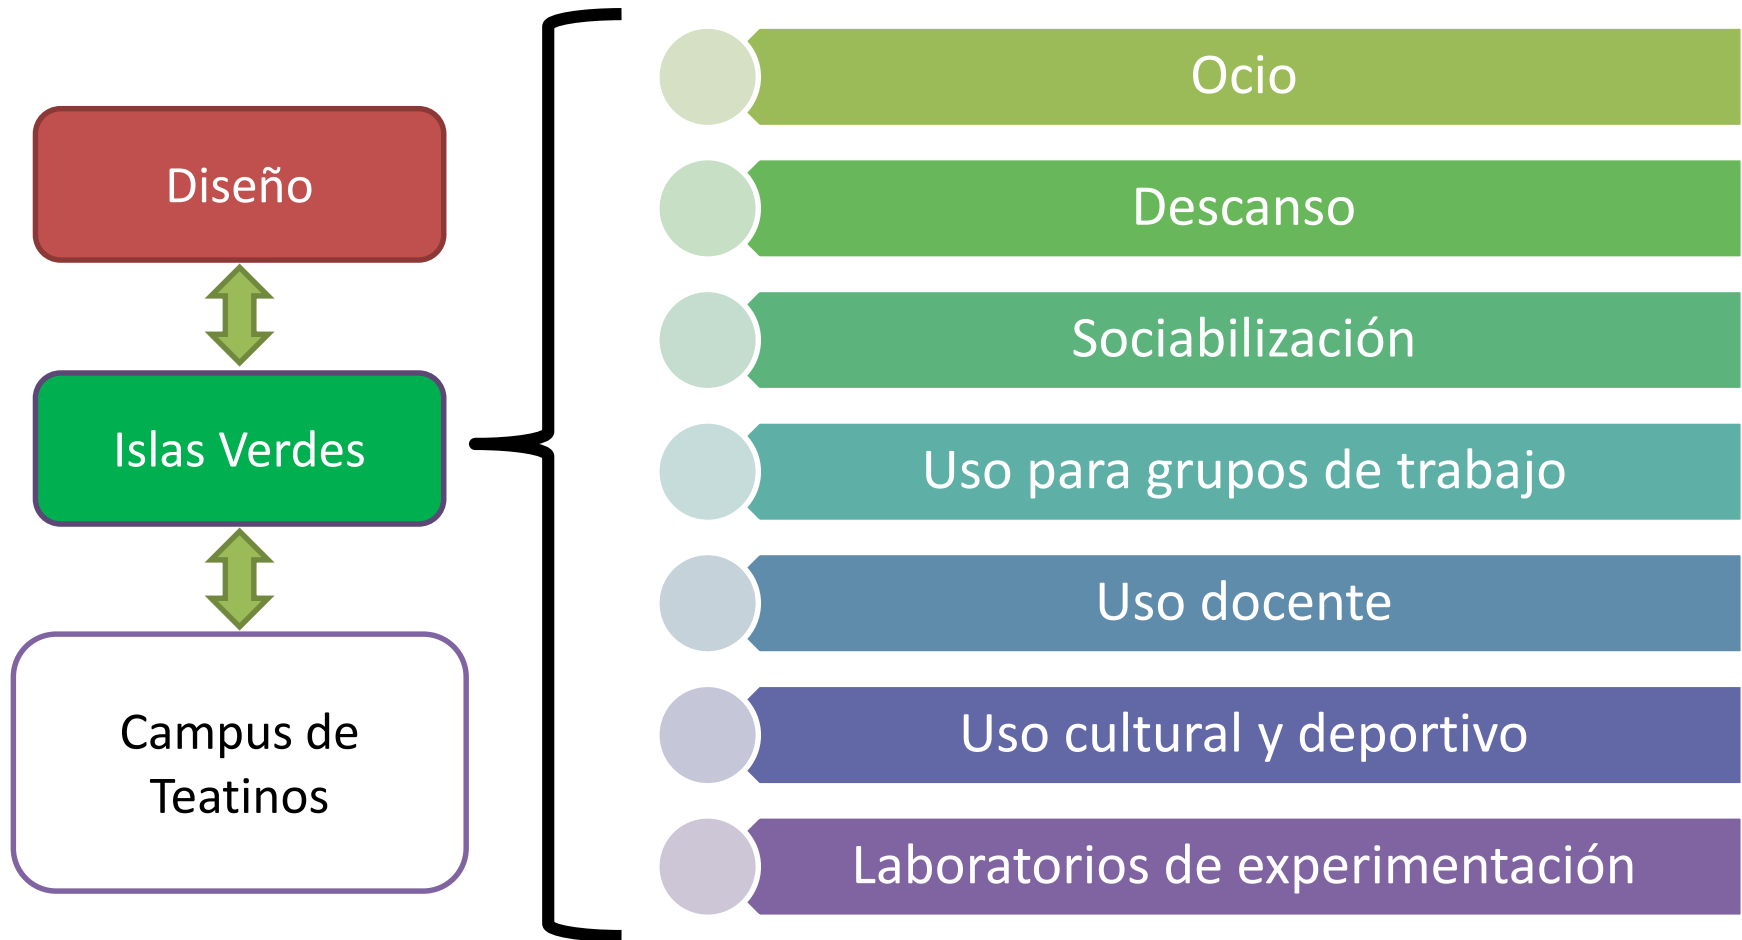 Diseño
Islas Verdes
Campus de
Teatinos
Ocio
Descanso
Sociabilización
Uso para grupos de trabajo
Uso docente
Uso cultural y deportivo
Laboratorios de experimentación